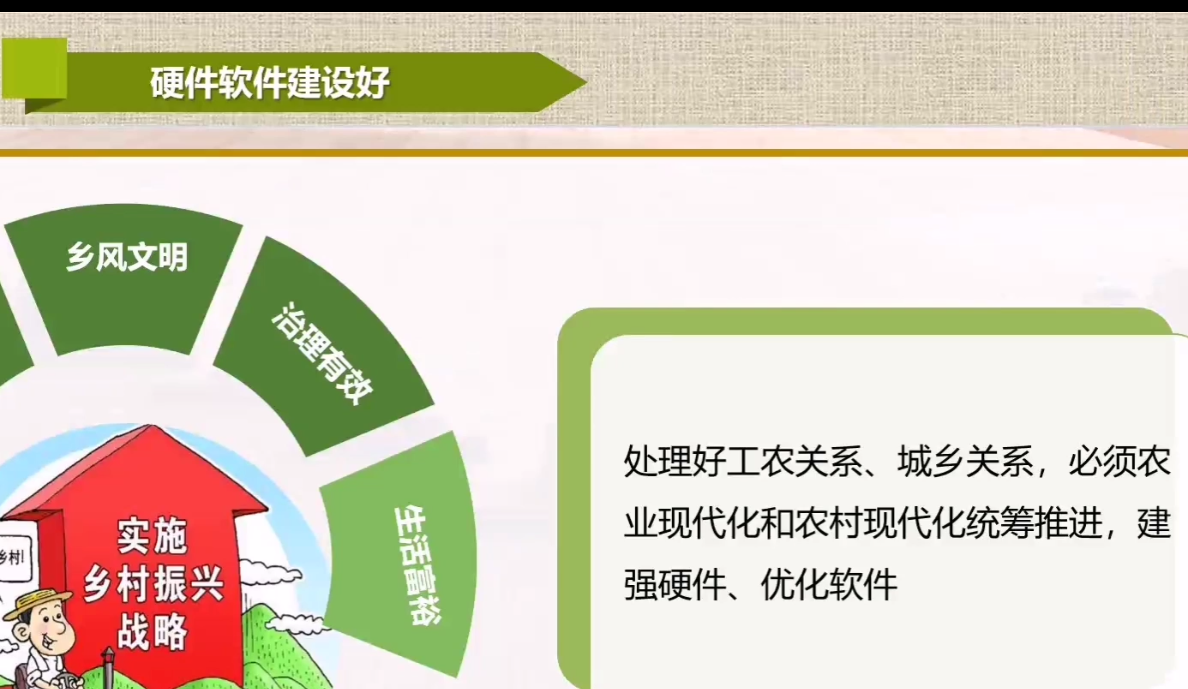 硬件软件建设好
乡风文明
治理有效
生活富裕
实施
乡村振兴
战略
乡村!
处理好工农关系、城乡关系，必须农
业现代化和农村现代化统筹推进，建
强硬件、优化软件